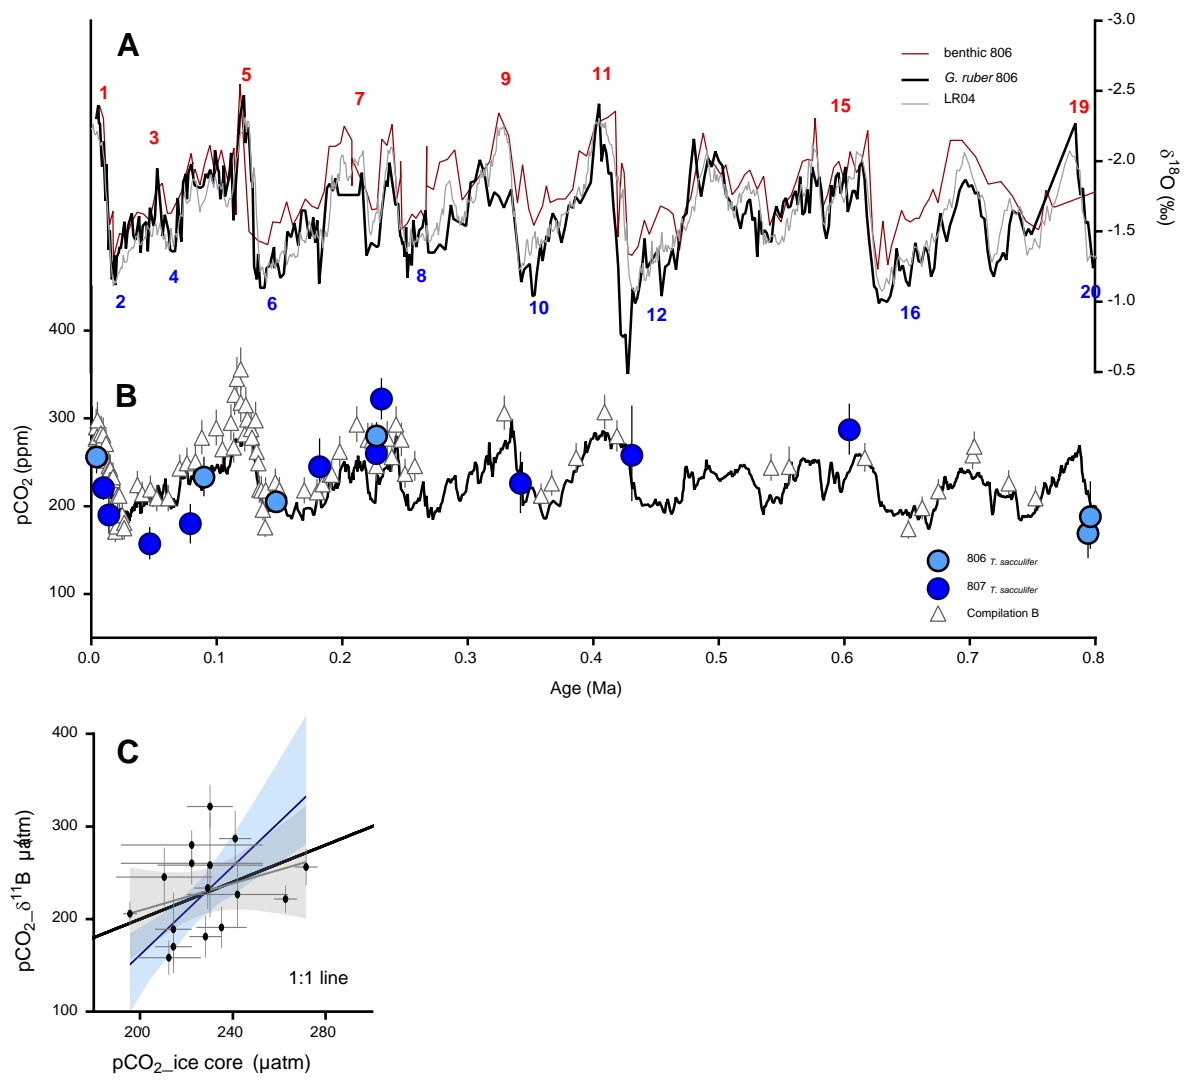 A
-3.0
-2.5
-2.0
-1.5
-1.0
-0.5
δ18 O (‰)
benthic 806
G. ruber 806
LR04
1
3
5
7
9
11
15
19
2
4
6
8
10
12
16
20
B
400
300
200
100
pCO2 (ppm)
806 T. sacculifer
807 T. sacculifer
Compilation B
0.0 0.1 0.2 0.3 0.4 0.5 0.6 0.7 0.8
Age (Ma)
C
400
300
200
100
pCO2_δ11B µatm)
1:1 line
200 240 280
pCO2_ice core (µatm)